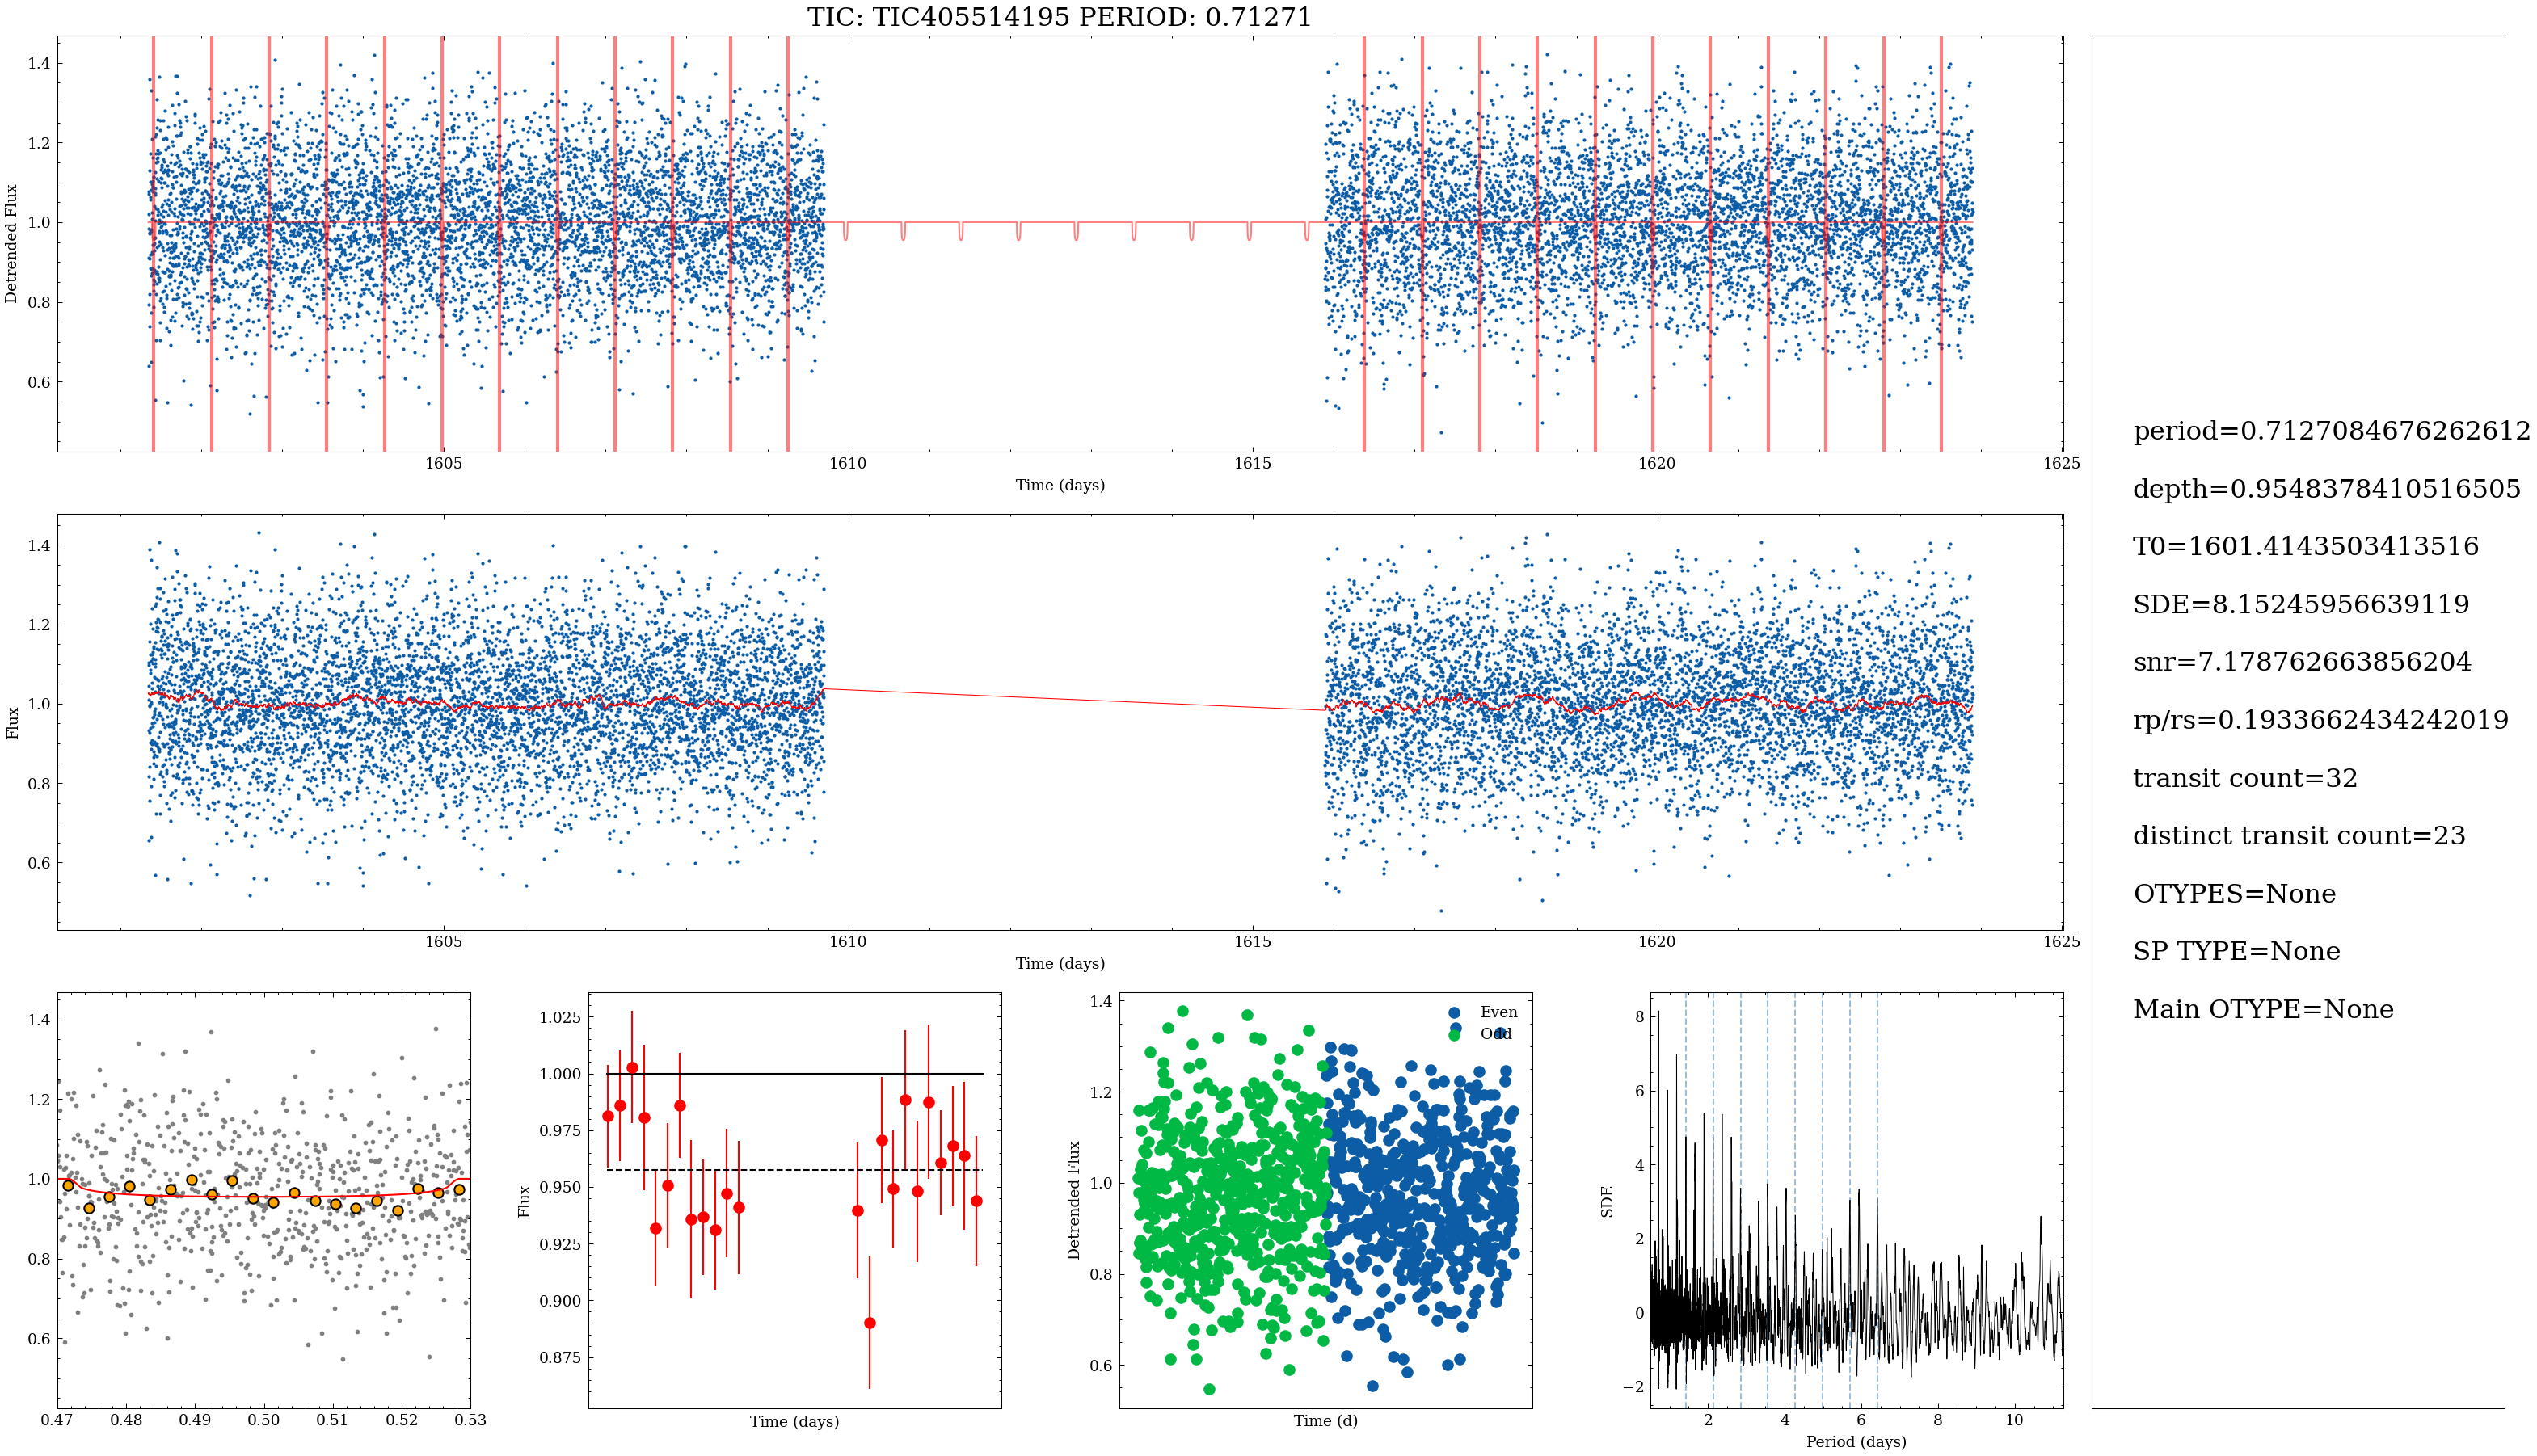 TIC: TIC405514195 PERIOD: 0.71271
1.4
1.2
1.0
0.8
0.6
Detrended Flux
1605
1610
1615
1620
1625
Time (days)
1.4
1.2
1.0
0.8
0.6
Flux
1605
1610
1615
1620
1625
Time (days)
1.4
1.2
1.0
0.8
0.6
0.47
0.48
0.49
0.50
0.51
0.52
0.53
1.025
1.000
0.975
0.950
0.925
0.900
0.875
Flux
Time (days)
1.4
1.2
1.0
0.8
0.6
Detrended Flux
Time (d)
Even
Odd
8
6
4
2
0
−2
SDE
2
4
6
8
10
Period (days)
period=0.7127084676262612
depth=0.9548378410516505
T0=1601.4143503413516
SDE=8.15245956639119
snr=7.178762663856204
rp/rs=0.1933662434242019
transit count=32
distinct transit count=23
OTYPES=None
SP TYPE=None
Main OTYPE=None